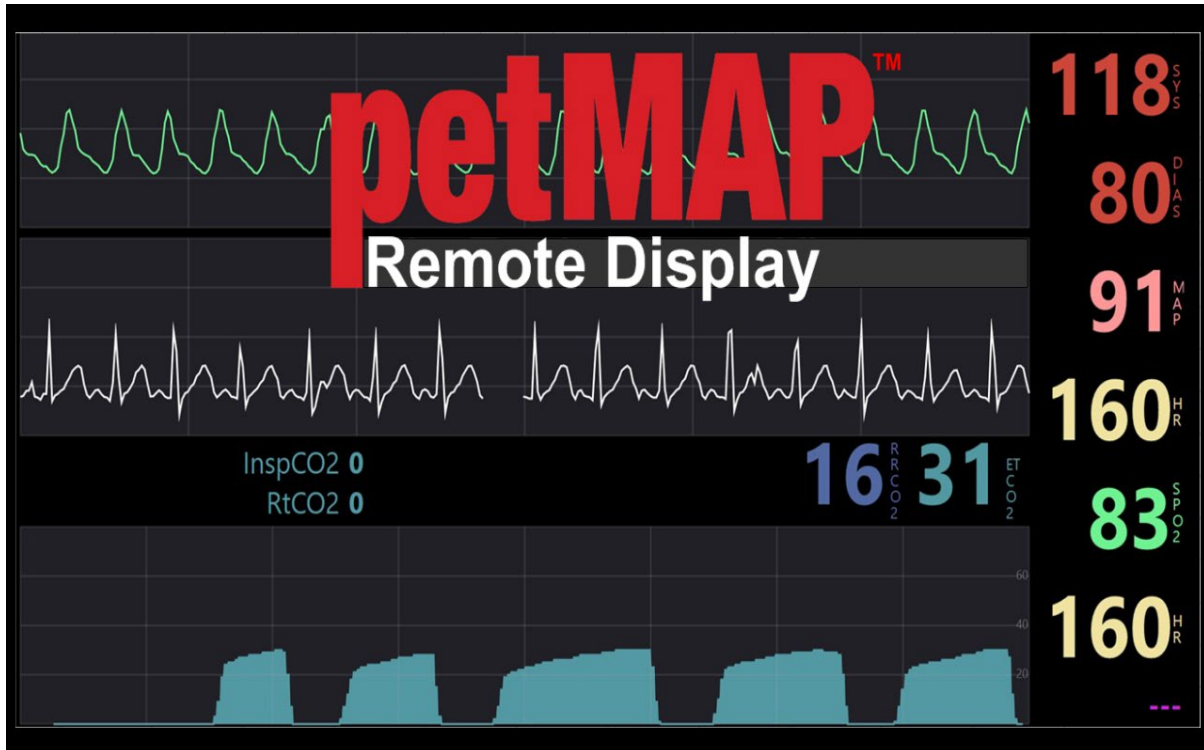 petMAP™
Remote Display
118 SYS
80 DIAS
91 MAP
160 HR
InspCO2 0
RtCO2 0
16 RRCO2 31 ETCO2
83 SPO2
160 HR
60
40
20
---